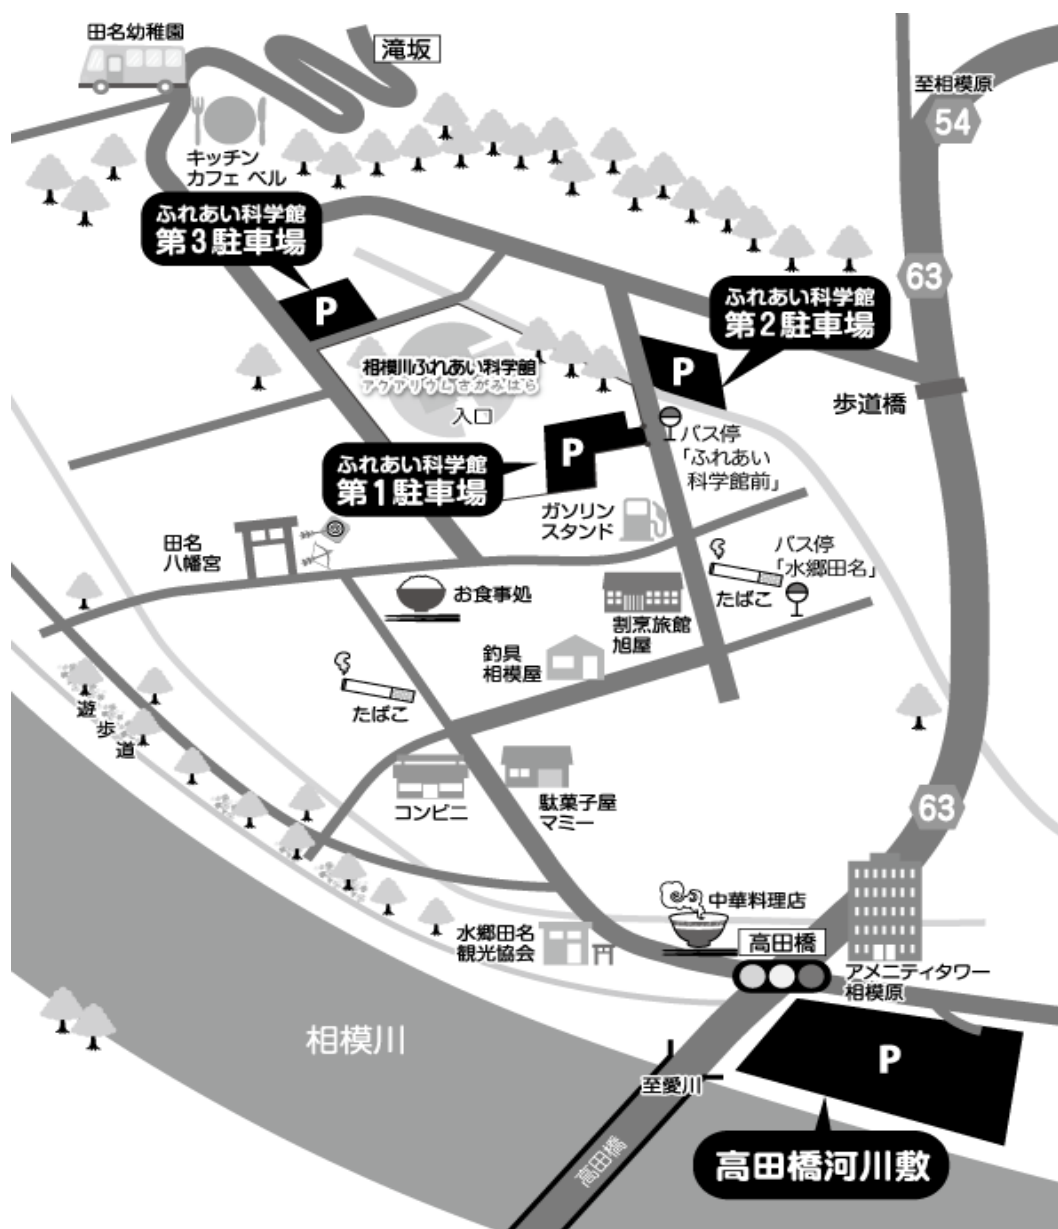 田名幼稚園
滝坂
至相模原
54
キッチン
カフェ ベル
ふれあい科学館
第3駐車場
P
63
ふれあい科学館
第2駐車場
P
相模川ふれあい科学館
アクアリウムさがみはら
入口
歩道橋
バス停
「ふれあい
科学館前」
ふれあい科学館
第1駐車場
P
ガソリン
スタンド
田名
八幡宮
バス停
「水郷田名」
たばこ
お食事処
割烹旅館
旭屋
釣具
相模屋
たばこ
遊歩道
コンビニ
駄菓子屋
マミー
63
中華料理店
高田橋
水郷田名
観光協会
アメニティタワー
相模原
相模川
P
至愛川
高田橋
高田橋河川敷